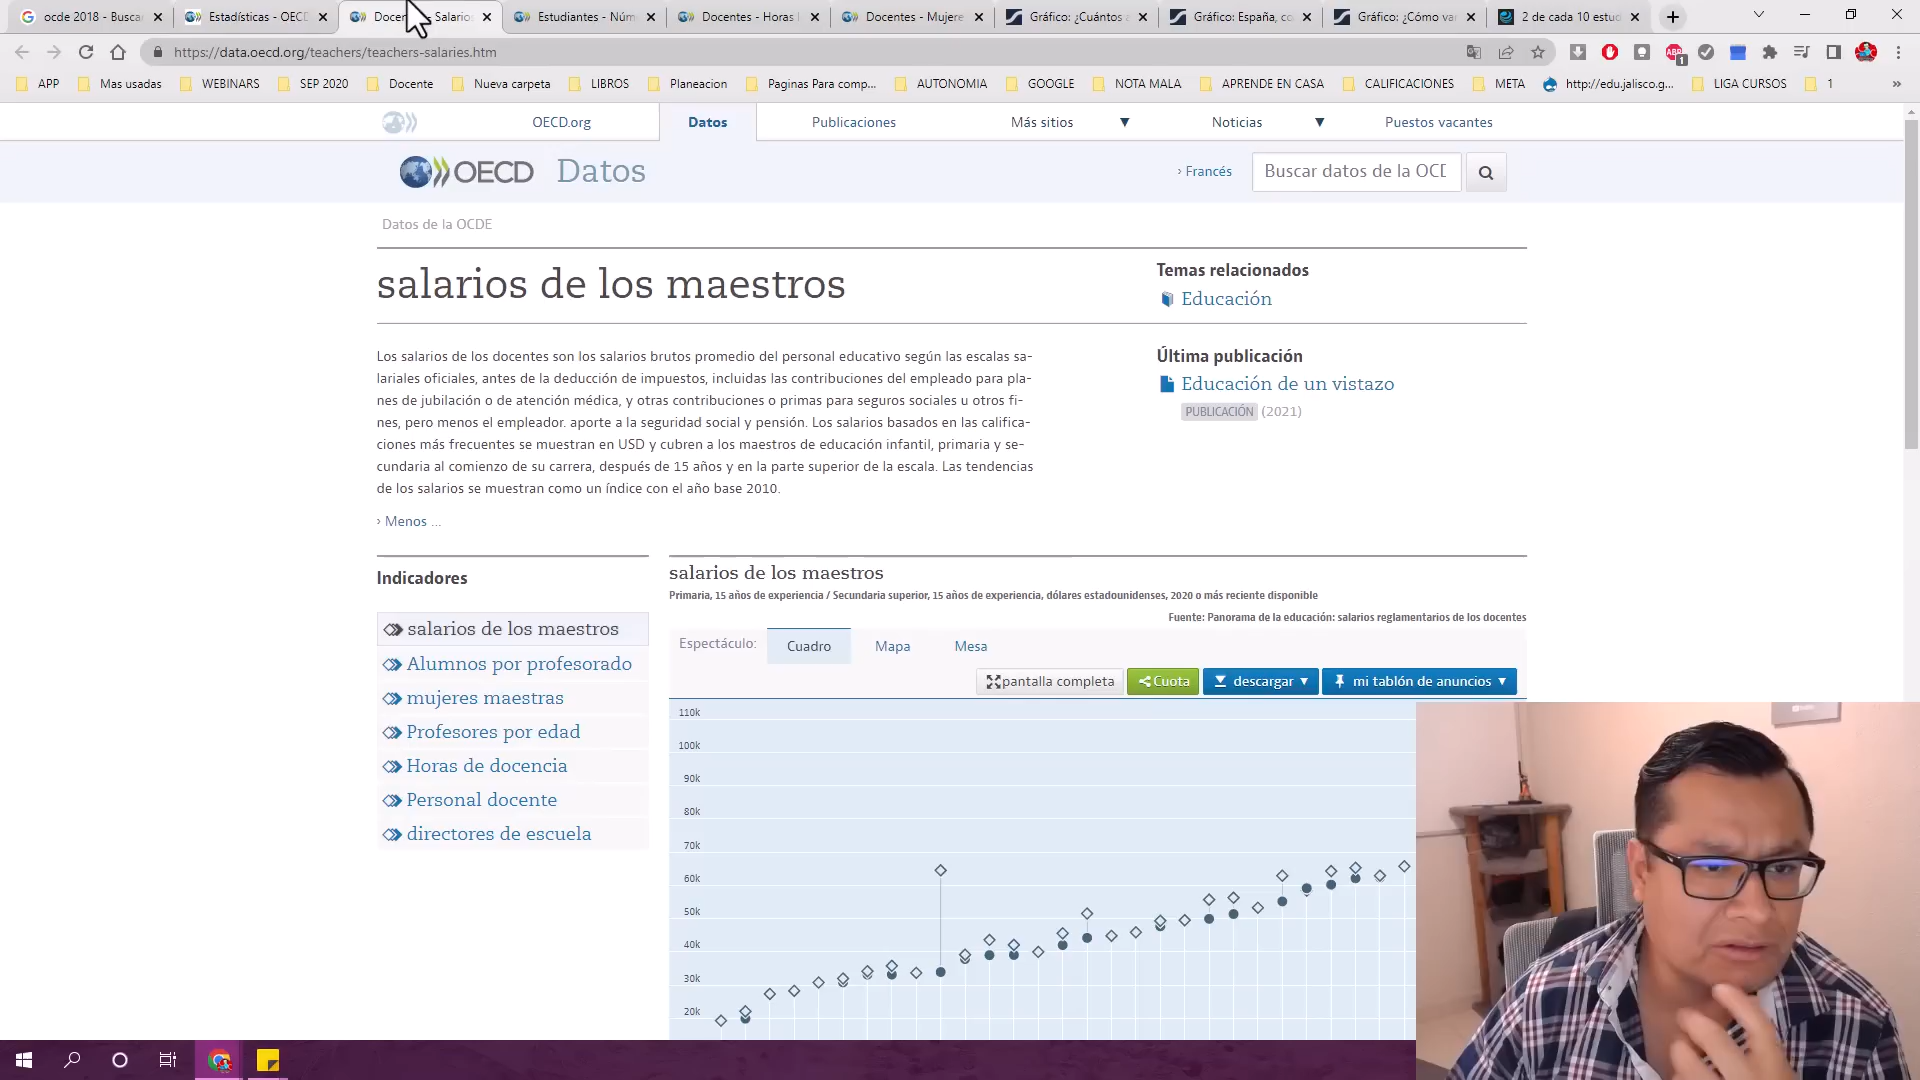 ocde 2018 - Busca
Estadísticas - OECD
Docen
Salario
Estudiantes - Núm
Docentes - Horas
Docentes - Mujere
Gráfico: ¿Cuántos a
Gráfico: España, co
Gráfico: ¿Cómo va
2 de cada 10 estud
https://data.oecd.org/teachers/teachers-salaries.htm
APP
Mas usadas
WEBINARS
SEP 2020
Docente
Nueva carpeta
LIBROS
Planeacion
Paginas Para comp...
AUTONOMIA
GOOGLE
NOTA MALA
APRENDE EN CASA
CALIFICACIONES
META
http://edu.jalisco.g...
LIGA CURSOS
1
»
OECD.org
Datos
Publicaciones
Más sitios ▼
Noticias ▼
Puestos vacantes
OECD Datos
› Francés
Buscar datos de la OCD
Datos de la OCDE
salarios de los maestros
Temas relacionados
Educación
Los salarios de los docentes son los salarios brutos promedio del personal educativo según las escalas sa-
lariales oficiales, antes de la deducción de impuestos, incluidas las contribuciones del empleado para pla-
nes de jubilación o de atención médica, y otras contribuciones o primas para seguros sociales u otros fi-
nes, pero menos el empleador. aporte a la seguridad social y pensión. Los salarios basados en las califica-
ciones más frecuentes se muestran en USD y cubren a los maestros de educación infantil, primaria y se-
cundaria al comienzo de su carrera, después de 15 años y en la parte superior de la escala. Las tendencias
de los salarios se muestran como un índice con el año base 2010.
› Menos ...
Última publicación
Educación de un vistazo
PUBLICACIÓN (2021)
Indicadores
salarios de los maestros
Alumnos por profesorado
mujeres maestras
Profesores por edad
Horas de docencia
Personal docente
directores de escuela
salarios de los maestros
Primaria, 15 años de experiencia / Secundaria superior, 15 años de experiencia, dólares estadounidenses, 2020 o más reciente disponible
Fuente: Panorama de la educación: salarios reglamentarios de los docentes
Espectáculo:
Cuadro
Mapa
Mesa
pantalla completa
Cuota
descargar ▼
mi tablón de anuncios ▼
110k
100k
90k
80k
70k
60k
50k
40k
30k
20k